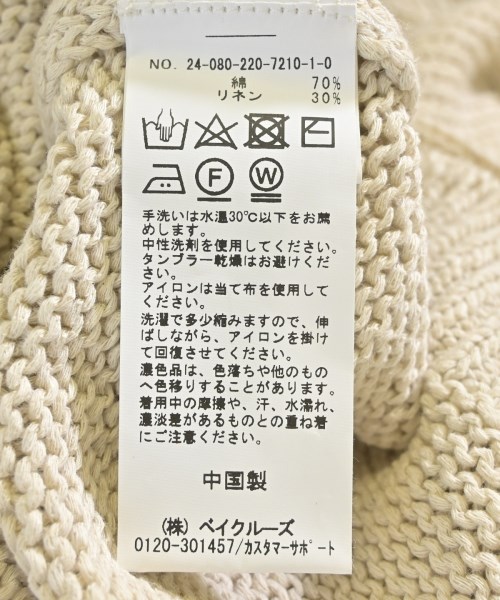 NO. 24-080-220-7210-1-0
綿 70%
リネン 30%
F W
手洗いは水温30℃以下をお薦
めします。
中性洗剤を使用してください。
タンブラー乾燥はお避けくださ
い。
アイロンは当て布を使用してく
ださい。
洗濯で多少縮みますので、伸
ばしながら、アイロンを掛け
て回復させてください。
濃色品は、色落ちや他のもの
へ色移りすることがあります。
着用中の摩擦や、汗、水濡れ、
濃淡差があるものとの重ね着
にご注意ください。
中国製
(株) ベイクルーズ
0120-301457/カスタマーサポート